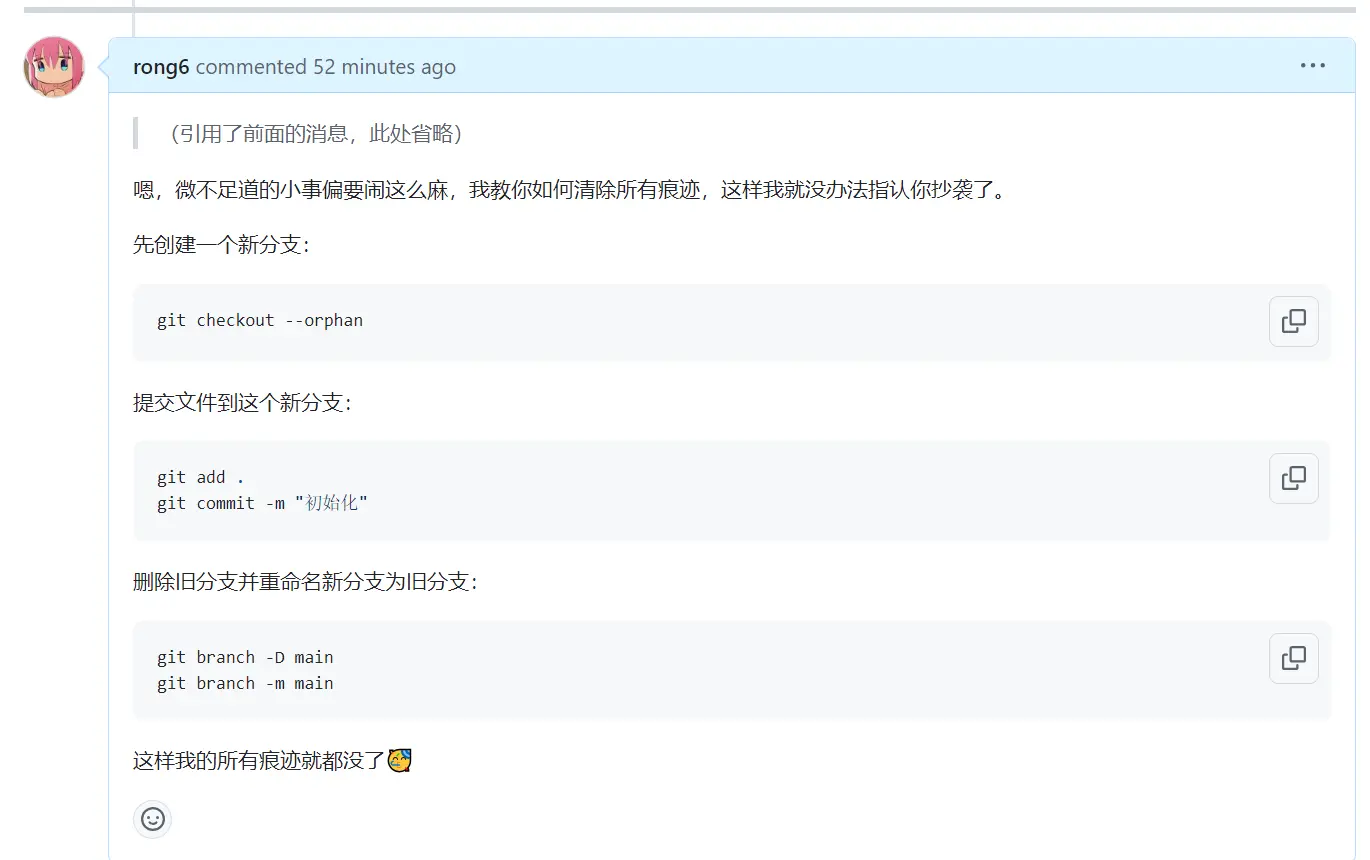 rong6 commented 52 minutes ago
（引用了前面的消息，此处省略）
嗯，微不足道的小事偏要闹这么麻，我教你如何清除所有痕迹，这样我就没办法指认你抄袭了。
先创建一个新分支：
git checkout --orphan
提交文件到这个新分支：
git add .
git commit -m "初始化"
删除旧分支并重命名新分支为旧分支：
git branch -D main
git branch -m main
这样我的所有痕迹就都没了🥳